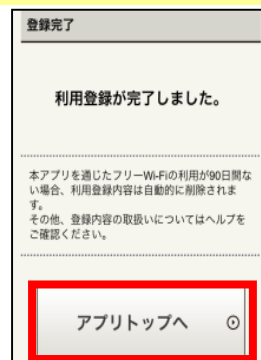 登録完了
利用登録が完了しました。
本アプリを通じたフリーWi-Fiの利用が90日間な
い場合、利用登録内容は自動的に削除されま
す。
その他、登録内容の取扱いについてはヘルプを
ご確認ください。
アプリトップへ